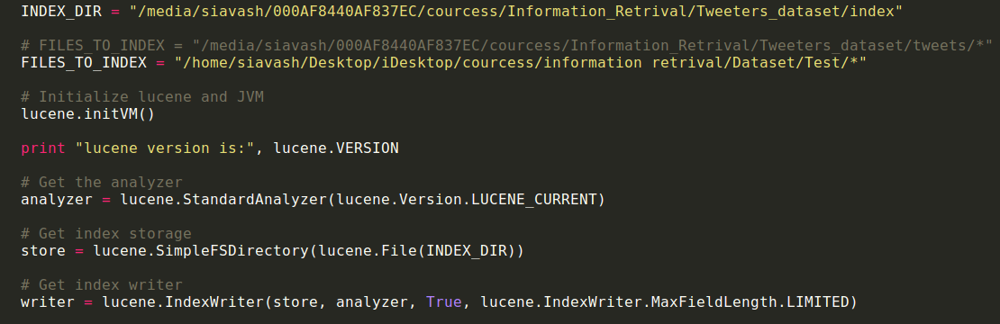 INDEX_DIR = "/media/siavash/000AF8440AF837EC/courcess/Information_Retrival/Tweeters_dataset/index"
# FILES_TO_INDEX = "/media/siavash/000AF8440AF837EC/courcess/Information_Retrival/Tweeters_dataset/tweets/*"
FILES_TO_INDEX = "/home/siavash/Desktop/iDesktop/courcess/information retrival/Dataset/Test/*"
# Initialize lucene and JVM
lucene.initVM()
print "lucene version is:", lucene.VERSION
# Get the analyzer
analyzer = lucene.StandardAnalyzer(lucene.Version.LUCENE_CURRENT)
# Get index storage
store = lucene.SimpleFSDirectory(lucene.File(INDEX_DIR))
# Get index writer
writer = lucene.IndexWriter(store, analyzer, True, lucene.IndexWriter.MaxFieldLength.LIMITED)